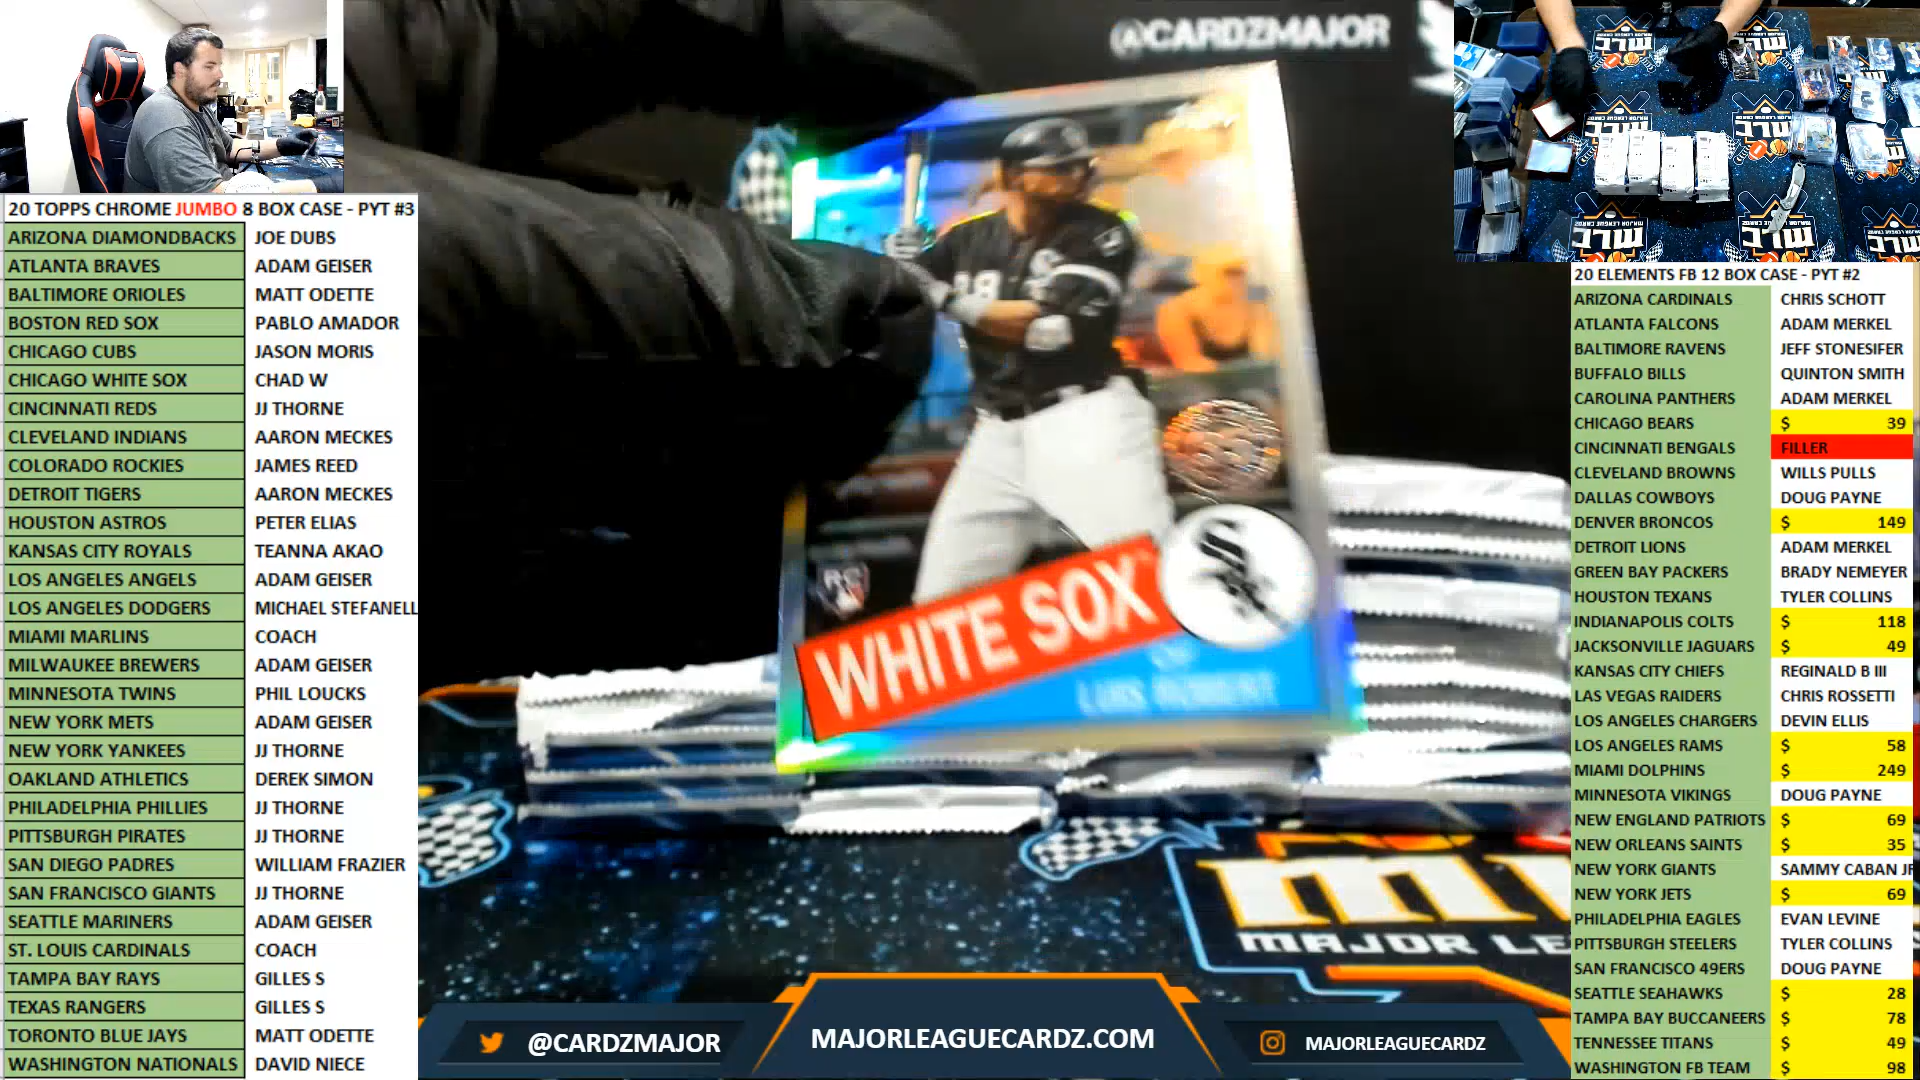 20 TOPPS CHROME JUMBO 8 BOX CASE - PYT #3
ARIZONA DIAMONDBACKS JOE DUBS
ATLANTA BRAVES ADAM GEISER
BALTIMORE ORIOLES MATT ODETTE
BOSTON RED SOX PABLO AMADOR
CHICAGO CUBS JASON MORIS
CHICAGO WHITE SOX CHAD W
CINCINNATI REDS JJ THORNE
CLEVELAND INDIANS AARON MECKES
COLORADO ROCKIES JAMES REED
DETROIT TIGERS AARON MECKES
HOUSTON ASTROS PETER ELIAS
KANSAS CITY ROYALS TEANNA AKAO
LOS ANGELES ANGELS ADAM GEISER
LOS ANGELES DODGERS MICHAEL STEFANELL
MIAMI MARLINS COACH
MILWAUKEE BREWERS ADAM GEISER
MINNESOTA TWINS PHIL LOUCKS
NEW YORK METS ADAM GEISER
NEW YORK YANKEES JJ THORNE
OAKLAND ATHLETICS DEREK SIMON
PHILADELPHIA PHILLIES JJ THORNE
PITTSBURGH PIRATES JJ THORNE
SAN DIEGO PADRES WILLIAM FRAZIER
SAN FRANCISCO GIANTS JJ THORNE
SEATTLE MARINERS ADAM GEISER
ST. LOUIS CARDINALS COACH
TAMPA BAY RAYS GILLES S
TEXAS RANGERS GILLES S
TORONTO BLUE JAYS MATT ODETTE
WASHINGTON NATIONALS DAVID NIECE
@CARDZMAJOR
RC
WHITE SOX
LUIS ROBERT
MAJOR LE
@CARDZMAJOR
MAJORLEAGUECARDZ.COM
MAJORLEAGUECARDZ
20 ELEMENTS FB 12 BOX CASE - PYT #2
ARIZONA CARDINALS CHRIS SCHOTT
ATLANTA FALCONS ADAM MERKEL
BALTIMORE RAVENS JEFF STONESIFER
BUFFALO BILLS QUINTON SMITH
CAROLINA PANTHERS ADAM MERKEL
CHICAGO BEARS $ 39
CINCINNATI BENGALS FILLER
CLEVELAND BROWNS WILLS PULLS
DALLAS COWBOYS DOUG PAYNE
DENVER BRONCOS $ 149
DETROIT LIONS ADAM MERKEL
GREEN BAY PACKERS BRADY NEMEYER
HOUSTON TEXANS TYLER COLLINS
INDIANAPOLIS COLTS $ 118
JACKSONVILLE JAGUARS $ 49
KANSAS CITY CHIEFS REGINALD B III
LAS VEGAS RAIDERS CHRIS ROSSETTI
LOS ANGELES CHARGERS DEVIN ELLIS
LOS ANGELES RAMS $ 58
MIAMI DOLPHINS $ 249
MINNESOTA VIKINGS DOUG PAYNE
NEW ENGLAND PATRIOTS $ 69
NEW ORLEANS SAINTS $ 35
NEW YORK GIANTS SAMMY CABAN JR
NEW YORK JETS $ 69
PHILADELPHIA EAGLES EVAN LEVINE
PITTSBURGH STEELERS TYLER COLLINS
SAN FRANCISCO 49ERS DOUG PAYNE
SEATTLE SEAHAWKS $ 28
TAMPA BAY BUCCANEERS $ 78
TENNESSEE TITANS $ 49
WASHINGTON FB TEAM $ 98